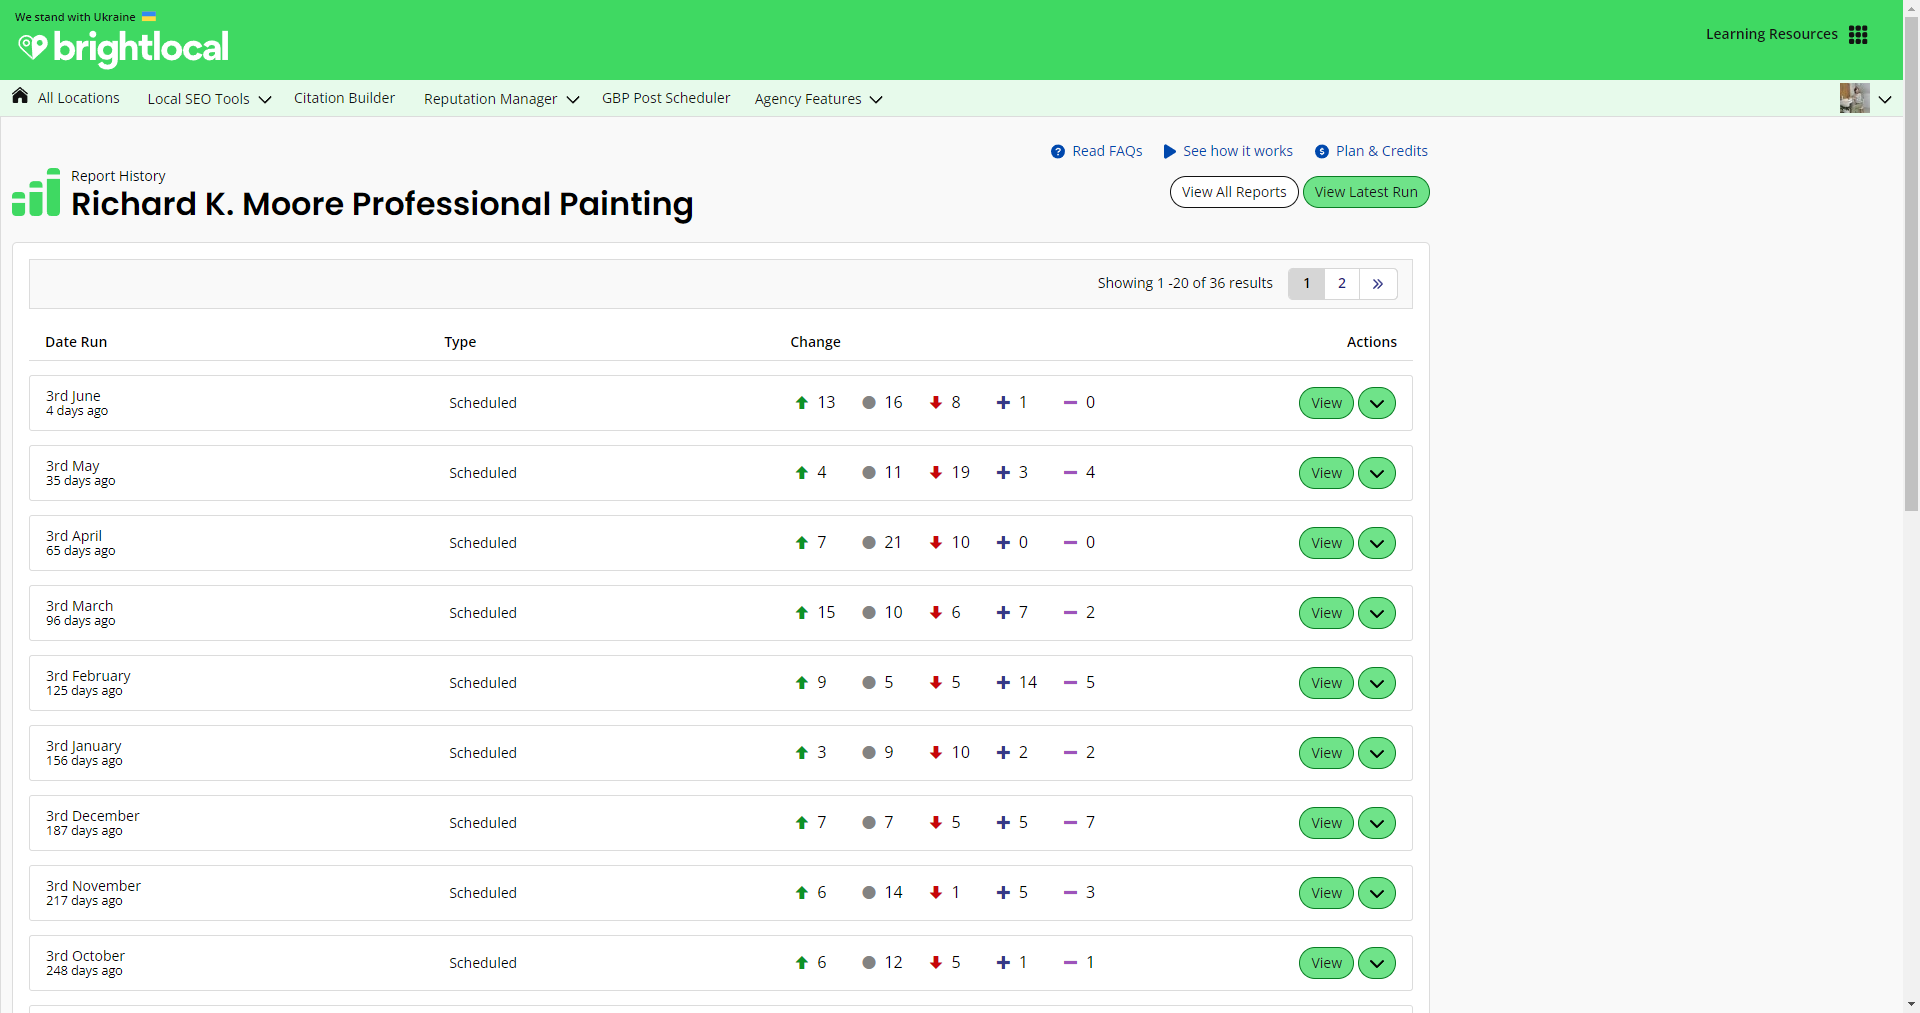 We stand with Ukraine
brightlocal
Learning Resources
All Locations Local SEO Tools Citation Builder Reputation Manager GBP Post Scheduler Agency Features
Read FAQs See how it works Plan & Credits
Report History
Richard K. Moore Professional Painting
View All Reports View Latest Run
Showing 1 -20 of 36 results 1 2 »
Date Run Type Change Actions
3rd June
4 days ago
Scheduled 13 16 8 1 0 View
3rd May
35 days ago
Scheduled 4 11 19 3 4 View
3rd April
65 days ago
Scheduled 7 21 10 0 0 View
3rd March
96 days ago
Scheduled 15 10 6 7 2 View
3rd February
125 days ago
Scheduled 9 5 5 14 5 View
3rd January
156 days ago
Scheduled 3 9 10 2 2 View
3rd December
187 days ago
Scheduled 7 7 5 5 7 View
3rd November
217 days ago
Scheduled 6 14 1 5 3 View
3rd October
248 days ago
Scheduled 6 12 5 1 1 View